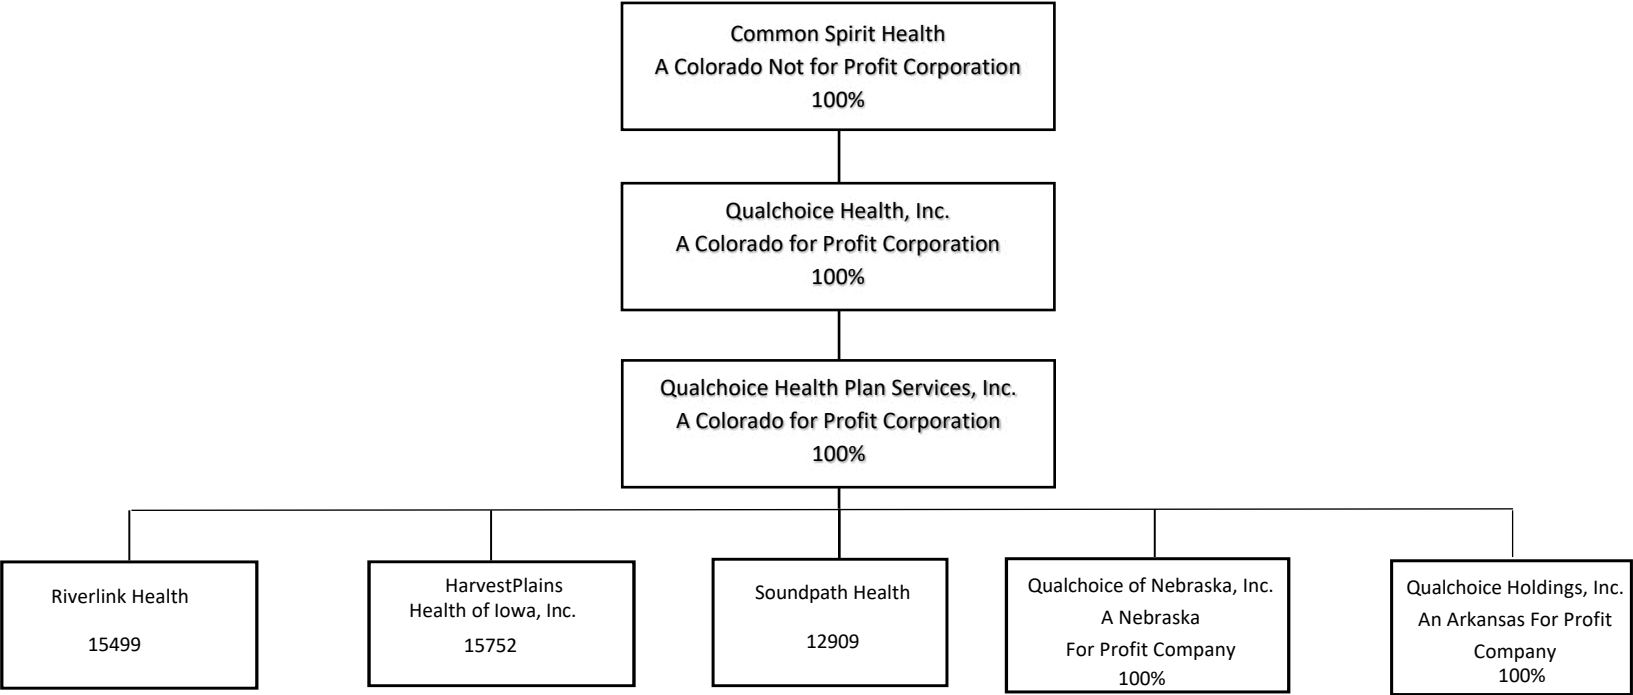 Common Spirit Health
A Colorado Not for Profit Corporation
100%
Qualchoice Health, Inc.
A Colorado for Profit Corporation
100%
Qualchoice Health Plan Services, Inc.
A Colorado for Profit Corporation
100%
Riverlink Health
15499
HarvestPlains
Health of Iowa, Inc.
15752
Soundpath Health
12909
Qualchoice of Nebraska, Inc.
A Nebraska
For Profit Company
100%
Qualchoice Holdings, Inc.
An Arkansas For Profit
Company
100%